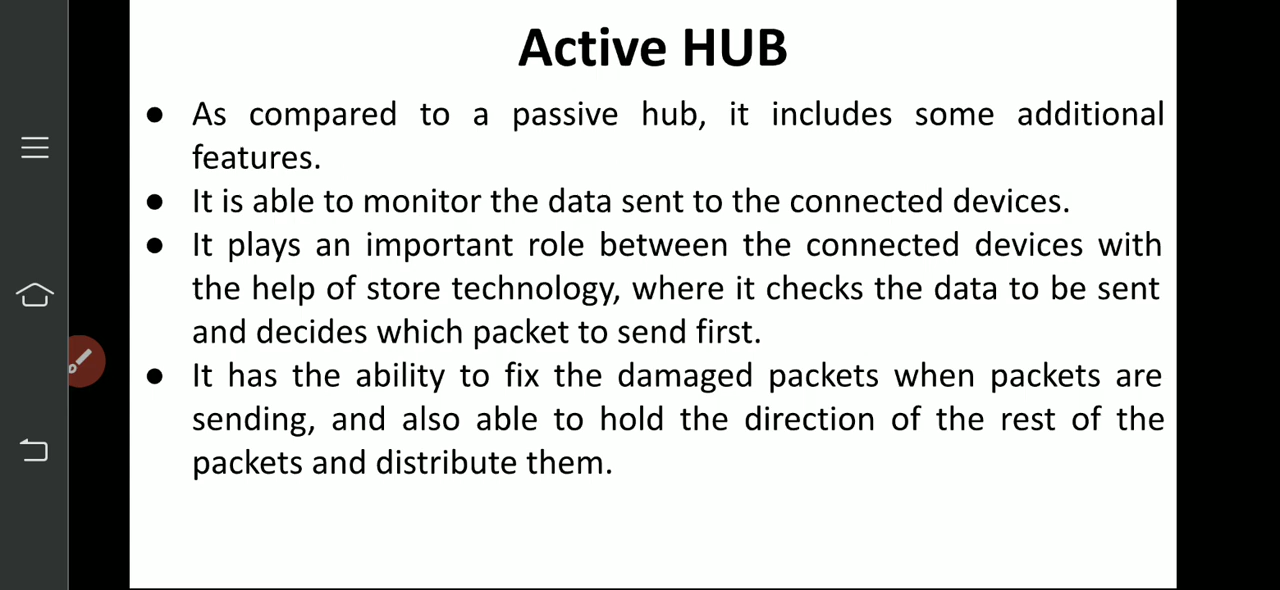 Active HUB
● As compared to a passive hub, it includes some additional
features.
● It is able to monitor the data sent to the connected devices.
● It plays an important role between the connected devices with
the help of store technology, where it checks the data to be sent
and decides which packet to send first.
● It has the ability to fix the damaged packets when packets are
sending, and also able to hold the direction of the rest of the
packets and distribute them.